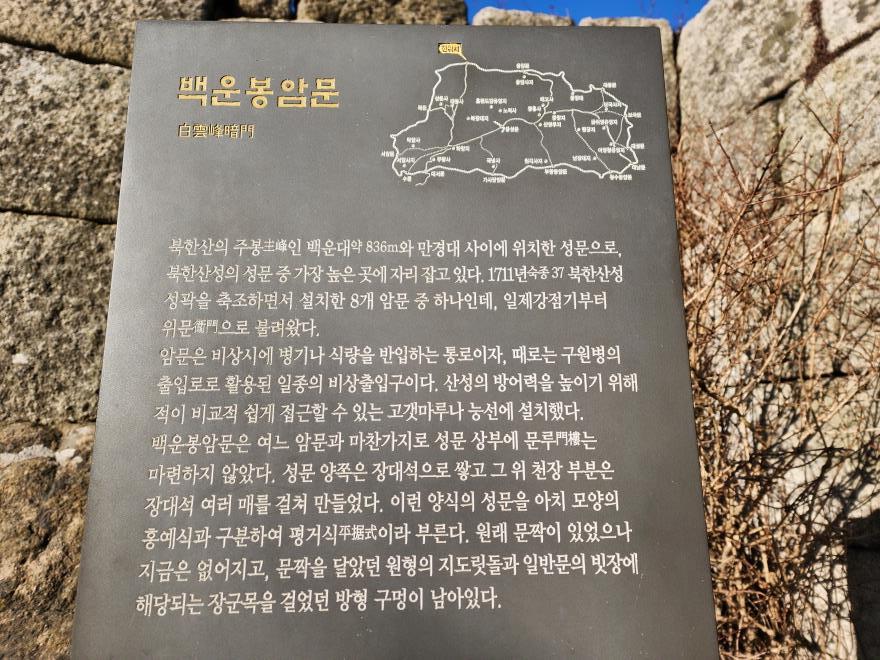 백운봉암문
白雲峰暗門
현위치
북한산의 주봉主峰인 백운대약 836m와 만경대 사이에 위치한 성문으로,
북한산성의 성문 중 가장 높은 곳에 자리 잡고 있다. 1711년숙종 37 북한산성
성곽을 축조하면서 설치한 8개 암문 중 하나인데, 일제강점기부터
위문衞門으로 불려왔다.
암문은 비상시에 병기나 식량을 반입하는 통로이자, 때로는 구원병의
출입로로 활용된 일종의 비상출입구이다. 산성의 방어력을 높이기 위해
적이 비교적 쉽게 접근할 수 있는 고갯마루나 능선에 설치했다.
백운봉암문은 여느 암문과 마찬가지로 성문 상부에 문루門樓는
마련하지 않았다. 성문 양쪽은 장대석으로 쌓고 그 위 천장 부분은
장대석 여러 매를 걸쳐 만들었다. 이런 양식의 성문을 아치 모양의
홍예식과 구분하여 평거식平据式이라 부른다. 원래 문짝이 있었으나
지금은 없어지고, 문짝을 달았던 원형의 지도릿돌과 일반문의 빗장에
해당되는 장군목을 걸었던 방형 구멍이 남아있다.